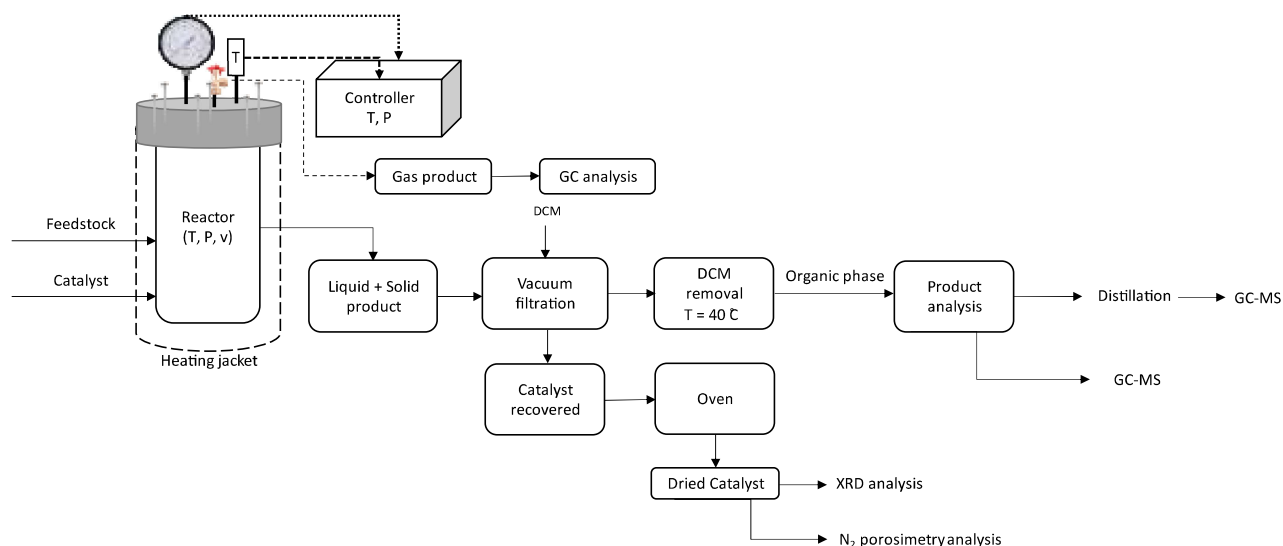 T
Controller
T, P
Gas product
GC analysis
DCM
Feedstock
Reactor
(T, P, v)
Catalyst
Liquid + Solid
product
Vacuum
filtration
DCM
removal
T = 40 ℃
Organic phase
Product
analysis
Distillation
GC-MS
Heating jacket
GC-MS
Catalyst
recovered
Oven
Dried Catalyst
XRD analysis
N₂ porosimetry analysis